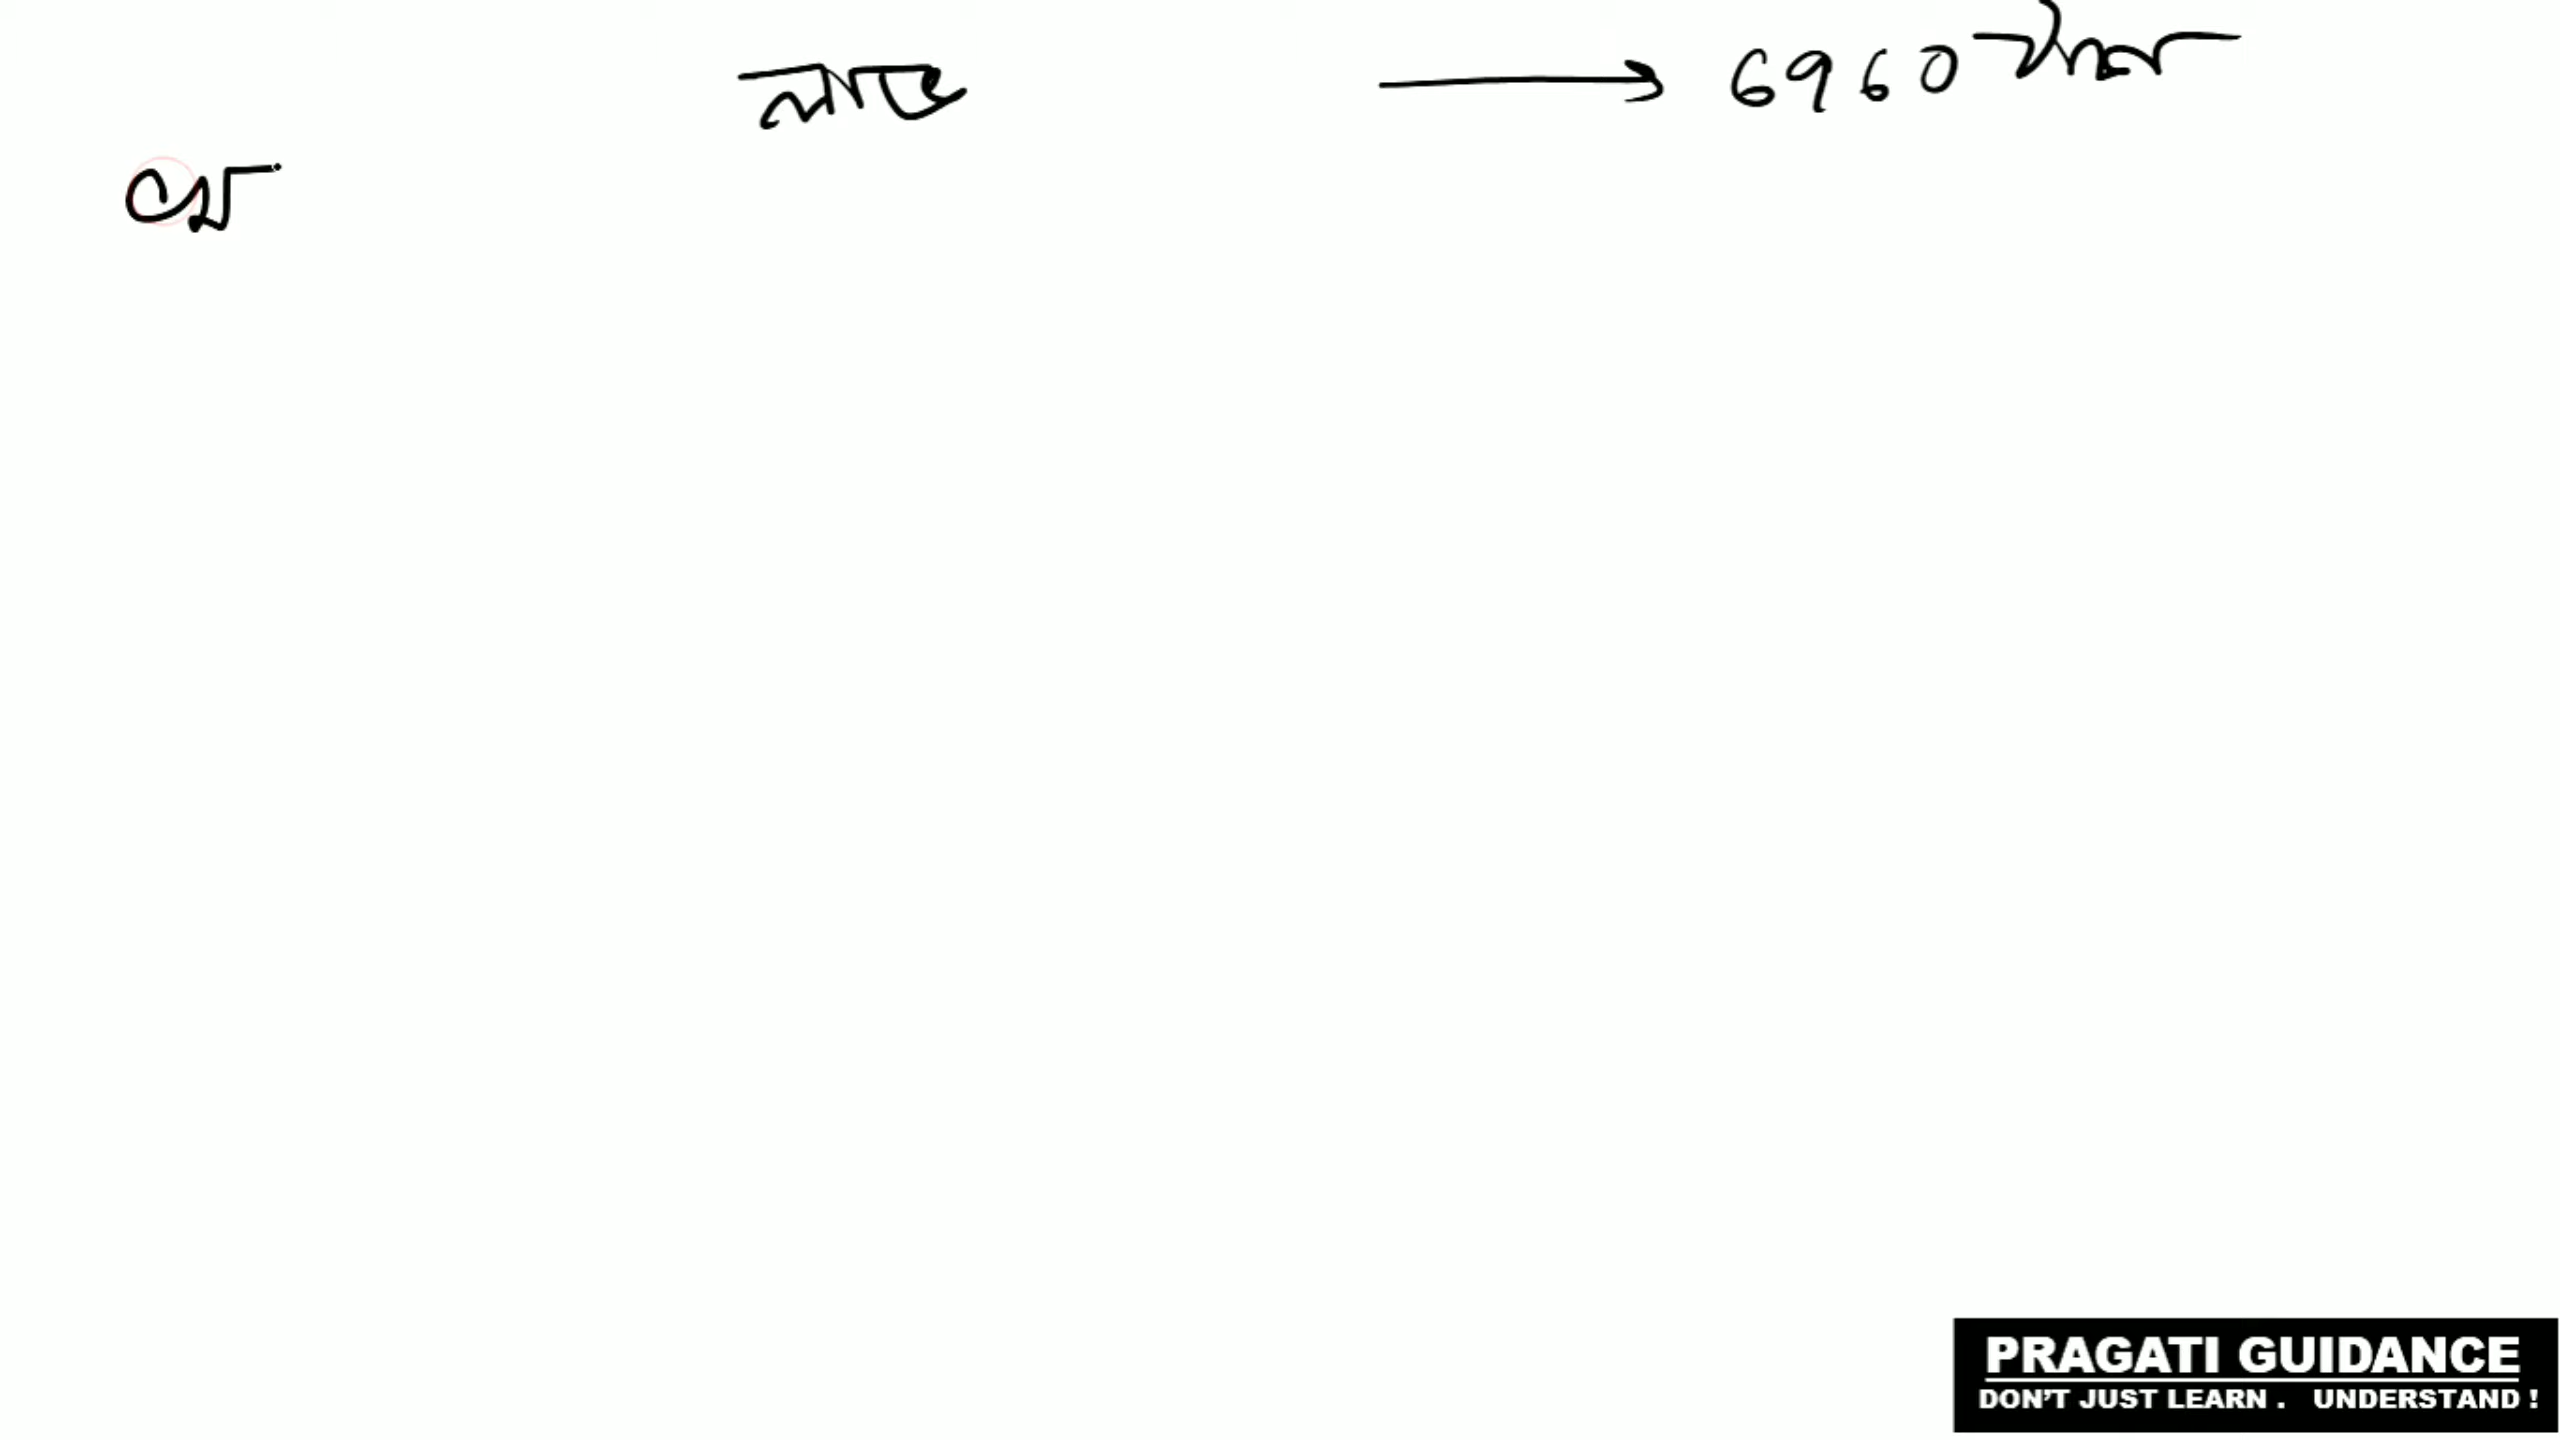 লাভ → 6960 টাকা
PRAGATI GUIDANCE
DON'T JUST LEARN . UNDERSTAND !